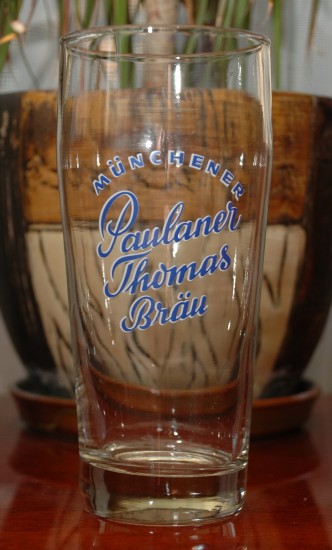 MÜNCHENER
Paulaner
Thomas
Bräu